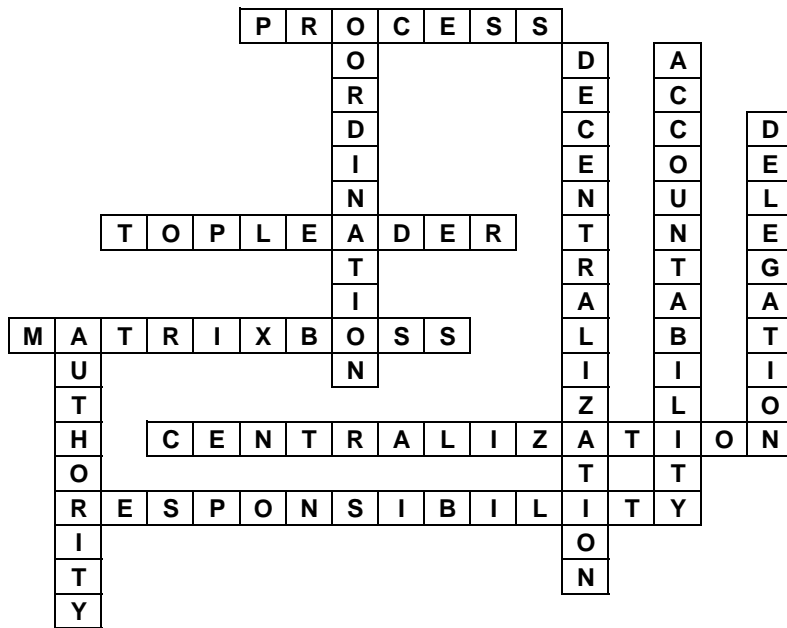 P R O C E S S
O D A
R E C
D C C D
I E O E
N N U L
T O P L E A D E R T N E
T R T G
I A A A
M A T R I X B O S S L B T
U N I I I
T Z L O
H C E N T R A L I Z A T I O N
O T T
R E S P O N S I B I L I T Y
I O
T N
Y